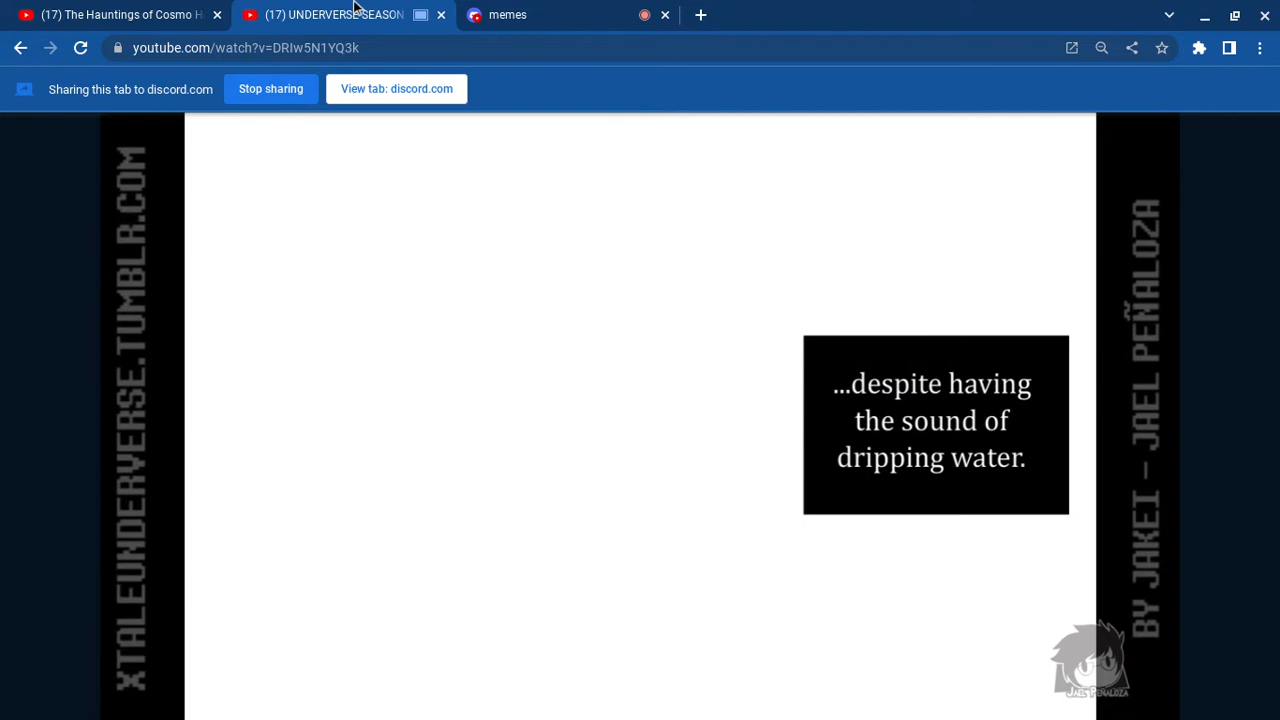 (17) The Hauntings of Cosmo H
(17) UNDERVERSE SEASON
memes
youtube.com/watch?v=DRIw5N1YQ3k
Sharing this tab to discord.com
Stop sharing
View tab: discord.com
XTALEUNDERVERSE.TUMBLR.COM
...despite having
the sound of
dripping water.
BY JAKEI - JAEL PEÑALOZA
JAEL PEÑALOZA